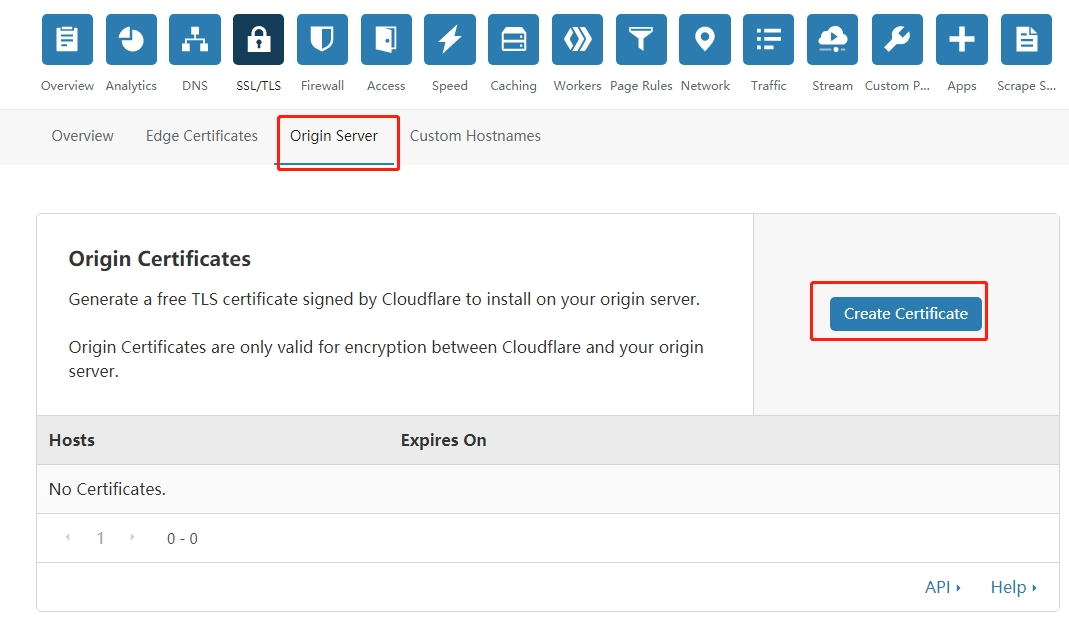 Overview Analytics DNS SSL/TLS Firewall Access Speed Caching Workers Page Rules Network Traffic Stream Custom P... Apps Scrape S...
Overview Edge Certificates Origin Server Custom Hostnames
Origin Certificates
Generate a free TLS certificate signed by Cloudflare to install on your origin server.
Create Certificate
Origin Certificates are only valid for encryption between Cloudflare and your origin
server.
Hosts Expires On
No Certificates.
1 0 - 0
API Help